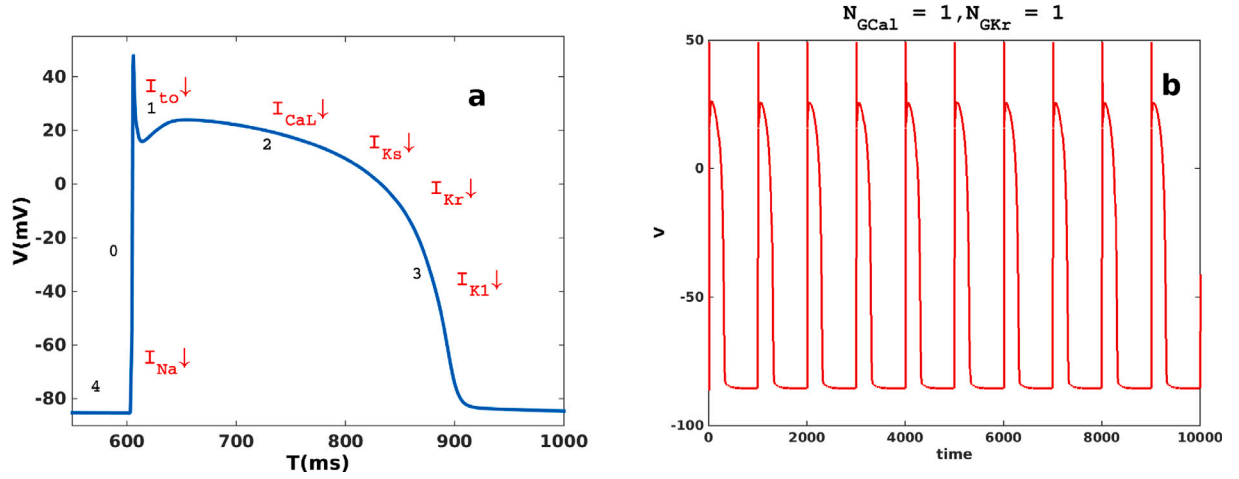 a
I_to↓
1
I_CaL↓
2
I_Ks↓
I_Kr↓
0
3
I_K1↓
I_Na↓
4
40
20
0
-20
-40
-60
-80
V(mV)
600 700 800 900 1000
T(ms)
N_GCal = 1,N_GKr = 1
b
50
0
-50
-100
V
0 2000 4000 6000 8000 10000
time